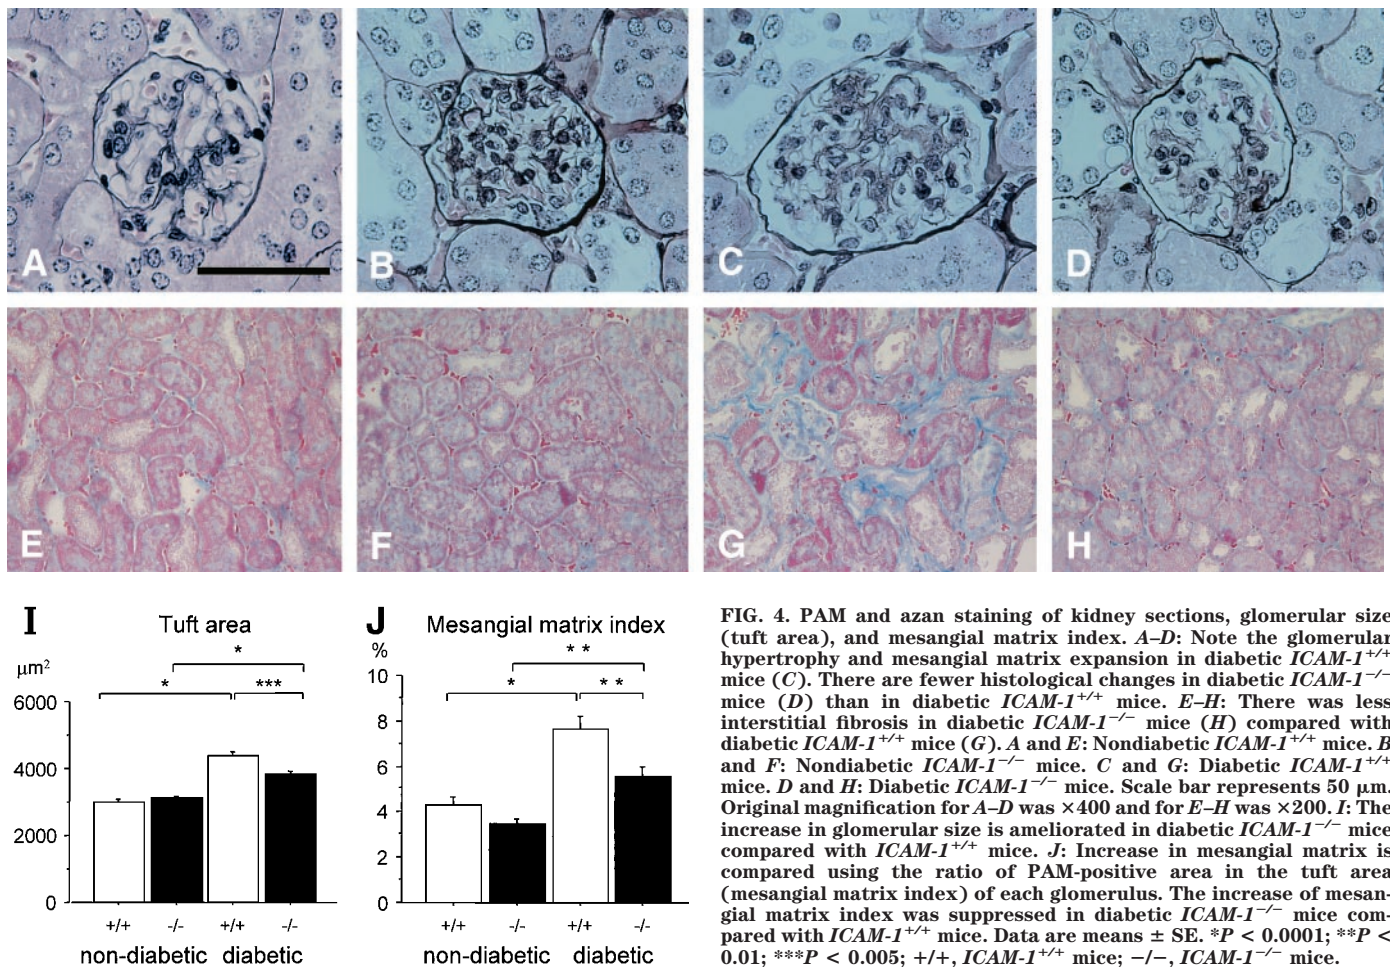 A
B
C
D
E
F
G
H
I
Tuft area
µm²
*
*
***
6000
4000
2000
0
+/+
-/-
+/+
-/-
non-diabetic
diabetic
J
Mesangial matrix index
%
* *
*
* *
10
8
6
4
2
0
+/+
-/-
+/+
-/-
non-diabetic
diabetic
FIG. 4. PAM and azan staining of kidney sections, glomerular size
(tuft area), and mesangial matrix index. A–D: Note the glomerular
hypertrophy and mesangial matrix expansion in diabetic ICAM-1⁺/⁺
mice (C). There are fewer histological changes in diabetic ICAM-1⁻/⁻
mice (D) than in diabetic ICAM-1⁺/⁺ mice. E–H: There was less
interstitial fibrosis in diabetic ICAM-1⁻/⁻ mice (H) compared with
diabetic ICAM-1⁺/⁺ mice (G). A and E: Nondiabetic ICAM-1⁺/⁺ mice. B
and F: Nondiabetic ICAM-1⁻/⁻ mice. C and G: Diabetic ICAM-1⁺/⁺
mice. D and H: Diabetic ICAM-1⁻/⁻ mice. Scale bar represents 50 µm.
Original magnification for A–D was ×400 and for E–H was ×200. I: The
increase in glomerular size is ameliorated in diabetic ICAM-1⁻/⁻ mice
compared with ICAM-1⁺/⁺ mice. J: Increase in mesangial matrix is
compared using the ratio of PAM-positive area in the tuft area
(mesangial matrix index) of each glomerulus. The increase of mesan-
gial matrix index was suppressed in diabetic ICAM-1⁻/⁻ mice com-
pared with ICAM-1⁺/⁺ mice. Data are means ± SE. *P < 0.0001; **P <
0.01; ***P < 0.005; +/+, ICAM-1⁺/⁺ mice; −/−, ICAM-1⁻/⁻ mice.